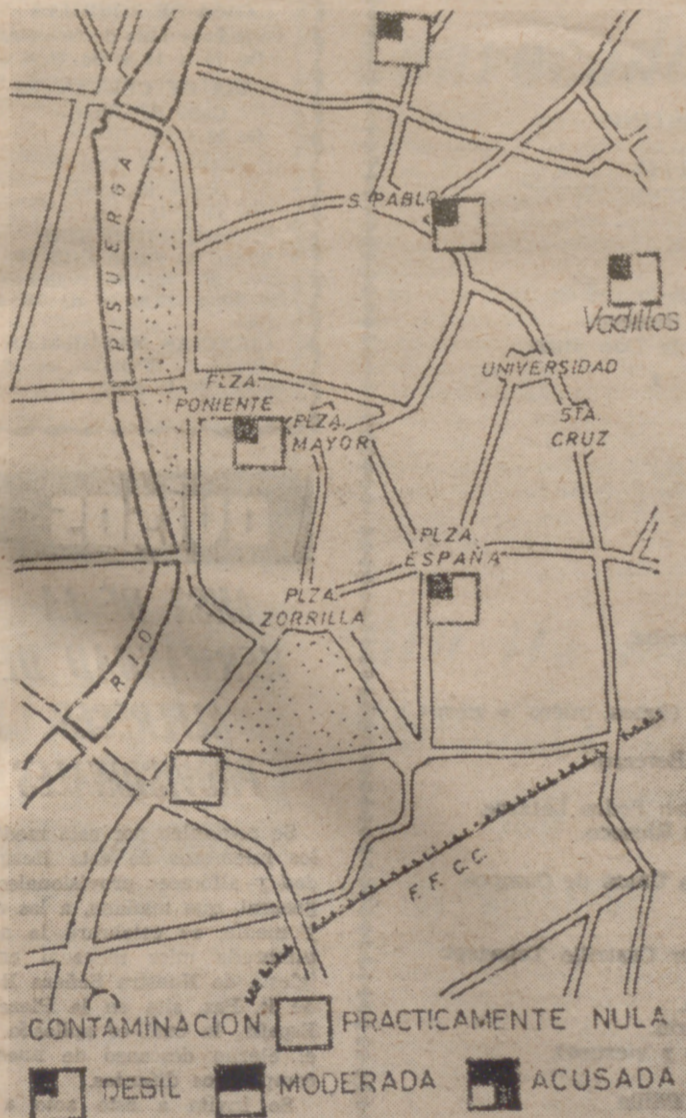 PISUERGA
S. PABLO
Vadillos
UNIVERSIDAD
PLZA.
PONIENTE
PLZA.
MAYOR
STA.
CRUZ
PLZA.
ESPAÑA
PLZA.
ZORRILLA
RIO
F. F. C. C.
CONTAMINACION PRACTICAMENTE NULA
DEBIL MODERADA ACUSADA